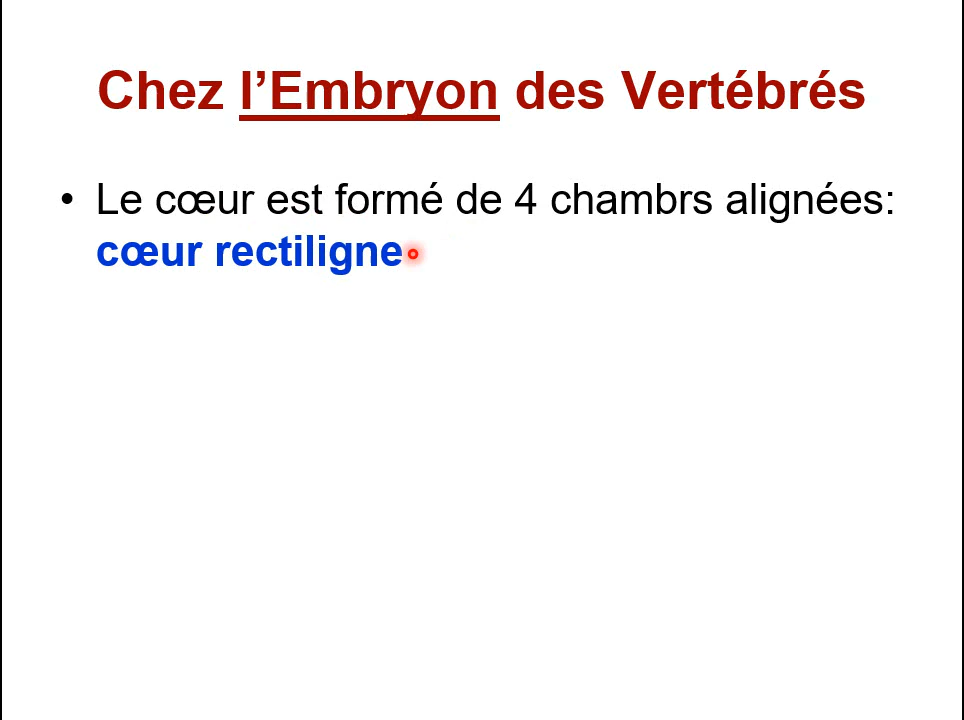 Chez l’Embryon des Vertébrés
• Le cœur est formé de 4 chambrs alignées:
cœur rectiligne